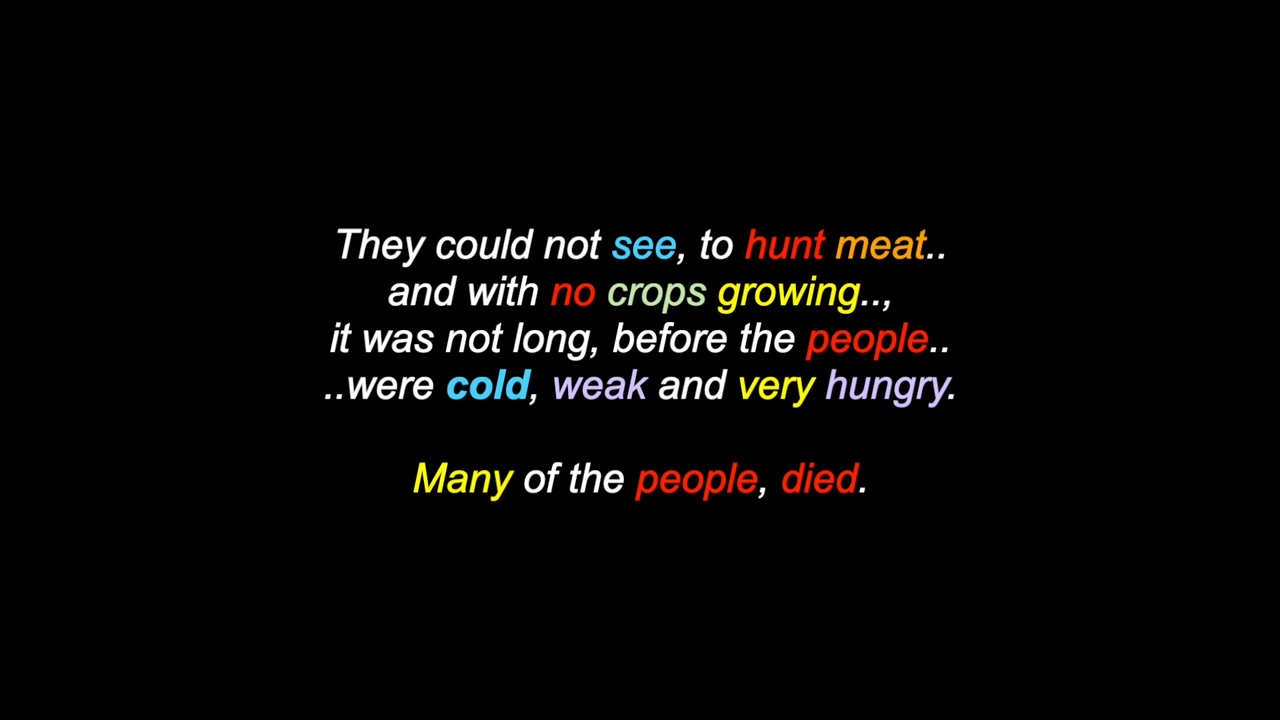 They could not see, to hunt meat..
and with no crops growing..,
it was not long, before the people..
..were cold, weak and very hungry.
Many of the people, died.